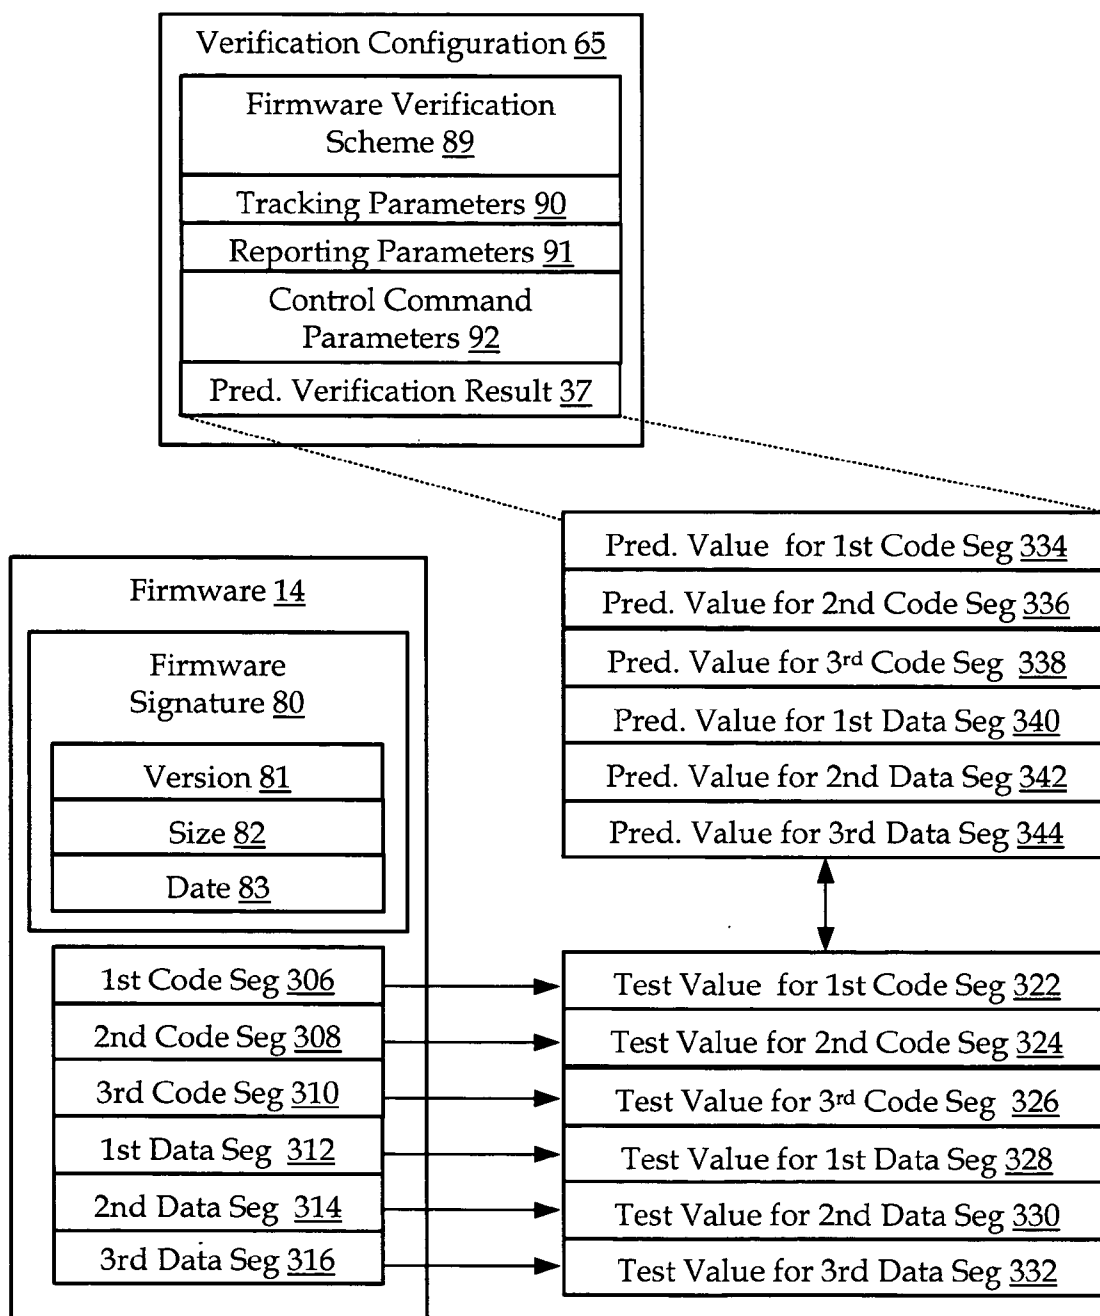 Verification Configuration 65
Firmware Verification
Scheme 89
Tracking Parameters 90
Reporting Parameters 91
Control Command
Parameters 92
Pred. Verification Result 37
Pred. Value for 1st Code Seg 334
Pred. Value for 2nd Code Seg 336
Pred. Value for 3rd Code Seg 338
Pred. Value for 1st Data Seg 340
Pred. Value for 2nd Data Seg 342
Pred. Value for 3rd Data Seg 344
Firmware 14
Firmware
Signature 80
Version 81
Size 82
Date 83
1st Code Seg 306
2nd Code Seg 308
3rd Code Seg 310
1st Data Seg 312
2nd Data Seg 314
3rd Data Seg 316
Test Value for 1st Code Seg 322
Test Value for 2nd Code Seg 324
Test Value for 3rd Code Seg 326
Test Value for 1st Data Seg 328
Test Value for 2nd Data Seg 330
Test Value for 3rd Data Seg 332